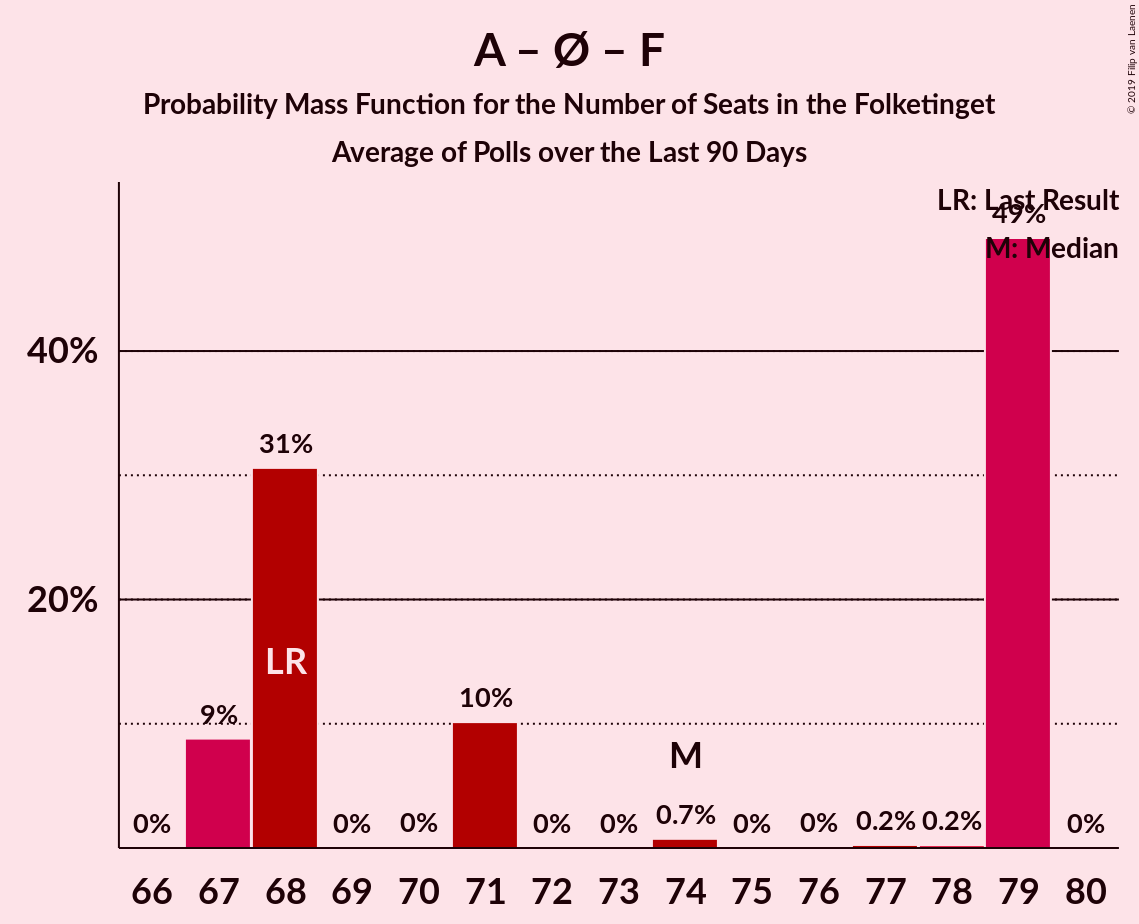 A – Ø – F
Probability Mass Function for the Number of Seats in the Folketinget
Average of Polls over the Last 90 Days
© 2019 Filip van Laenen
LR: Last Result
M: Median
49%
40%
31%
20%
LR
10%
9%
M
0% 0% 0% 0% 0% 0.7% 0% 0% 0.2% 0.2% 0%
66 67 68 69 70 71 72 73 74 75 76 77 78 79 80